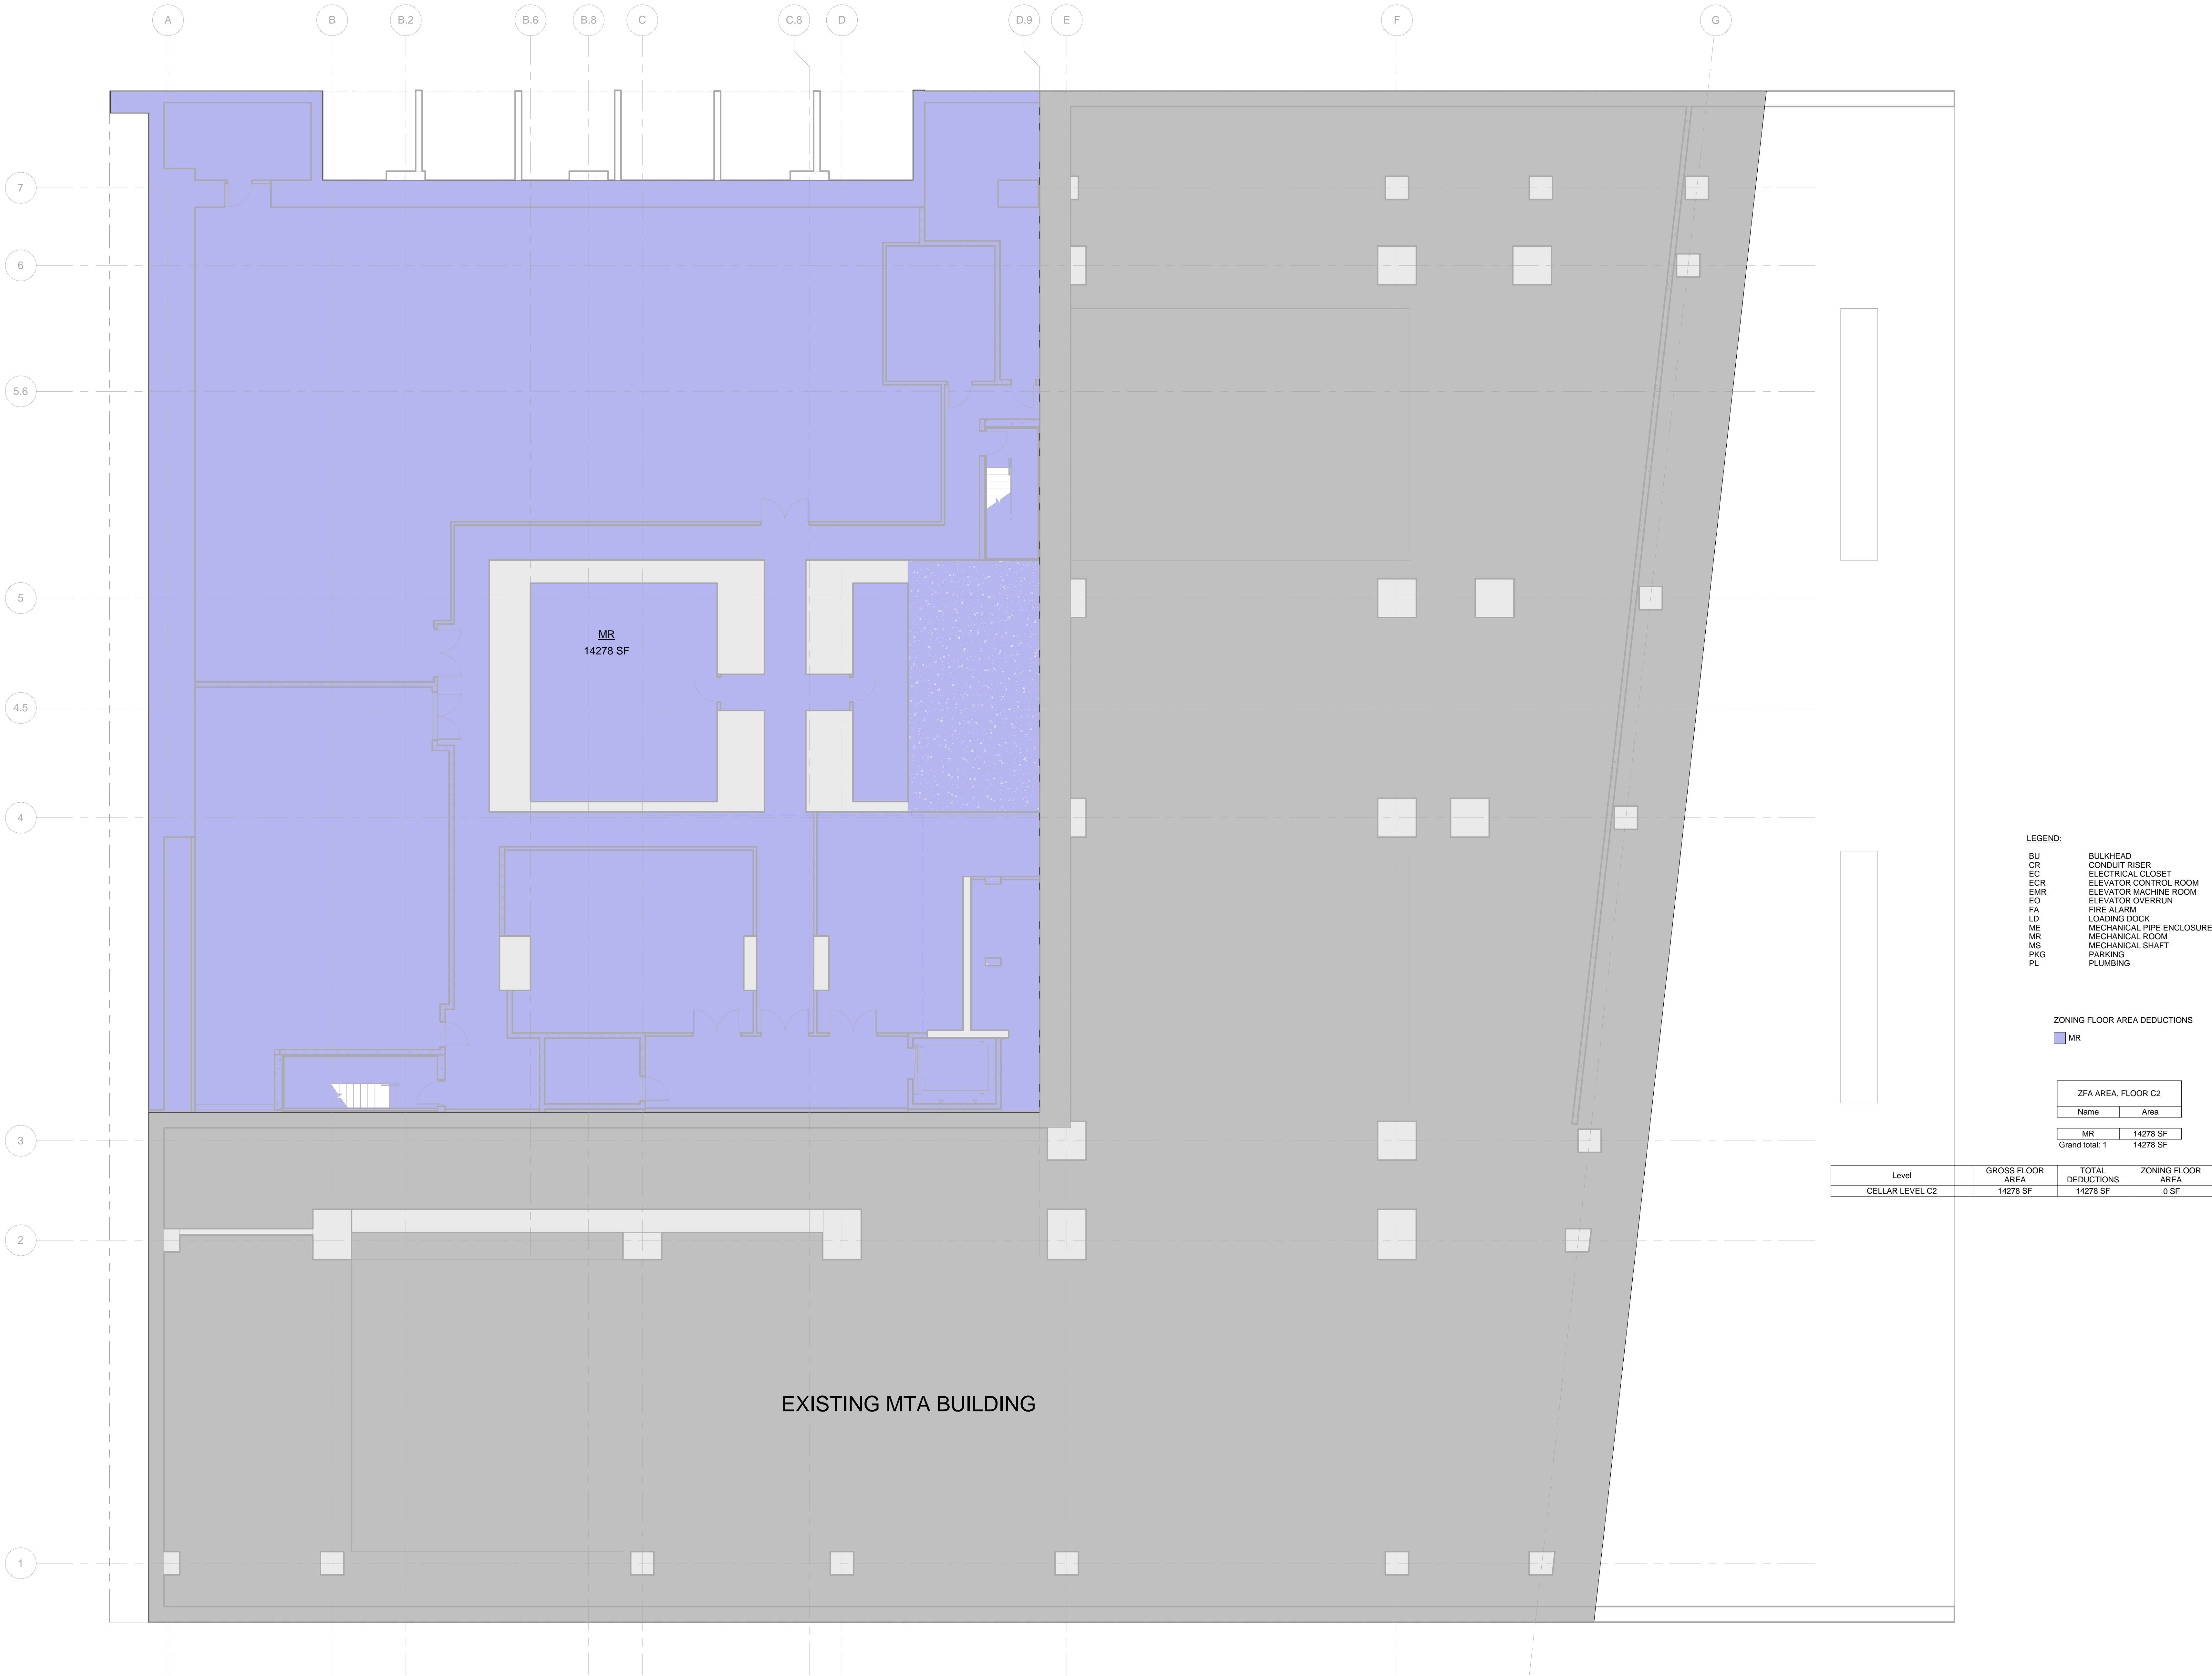 A B B.2 B.6 B.8 C C.8 D D.9 E F G
7
6
5.6
5
MR
14278 SF
4.5
4
LEGEND:
BU BULKHEAD
CR CONDUIT RISER
EC ELECTRICAL CLOSET
ECR ELEVATOR CONTROL ROOM
EMR ELEVATOR MACHINE ROOM
EO ELEVATOR OVERRUN
FA FIRE ALARM
LD LOADING DOCK
ME MECHANICAL PIPE ENCLOSURE
MR MECHANICAL ROOM
MS MECHANICAL SHAFT
PKG PARKING
PL PLUMBING
ZONING FLOOR AREA DEDUCTIONS
MR
ZFA AREA, FLOOR C2
Name Area
MR 14278 SF
Grand total: 1 14278 SF
3
Level GROSS FLOOR AREA TOTAL DEDUCTIONS ZONING FLOOR AREA
CELLAR LEVEL C2 14278 SF 14278 SF 0 SF
2
EXISTING MTA BUILDING
1